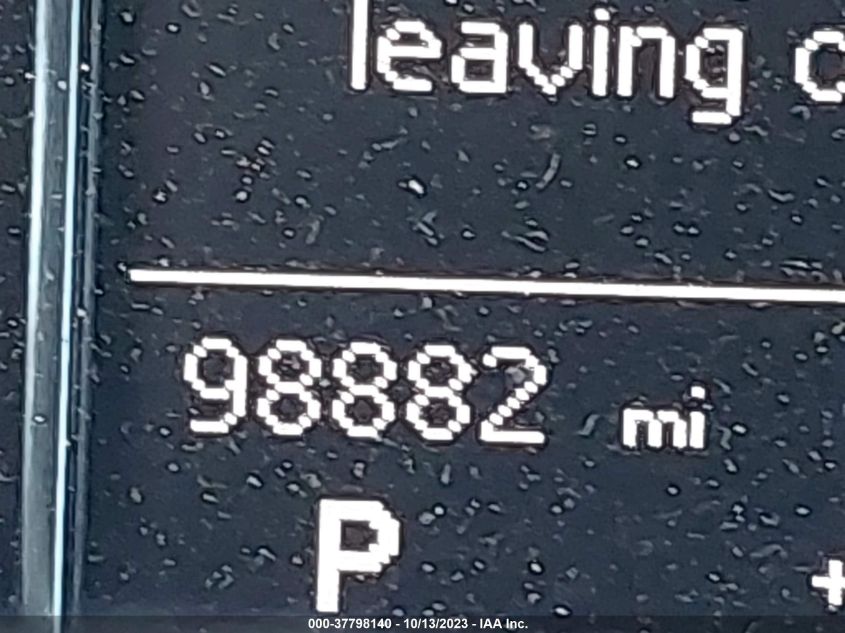 leaving
98882 mi
P
+
000-37798140 - 10/13/2023 - IAA Inc.